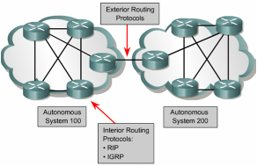 Exterior Routing
Protocols
Autonomous
System 100
Autonomous
System 200
Interior Routing
Protocols:
• RIP
• IGRP